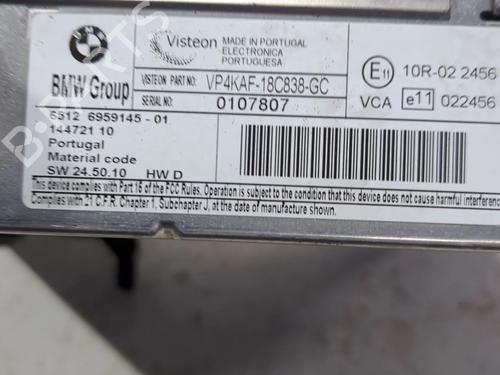 BMW
Visteon
MADE IN PORTUGAL
ELECTRONICA
PORTUGUESA
BMW Group
VISTEON PART NO: VP4KAF-18C838-GC
SERIAL NO: 0107807
E11 10R-02 2456
VCA e11 022456
6512 6959145 - 01
144721 10
Portugal
Material code
SW 24.50.10 HW D
This device complies with Part 15 of the FCC Rules. Operation is subject to the condition that this device does not cause harmful interference
Complies with 21 C.F.R. Chapter 1, Subchapter J, at the date of manufacture.
B-PARTS